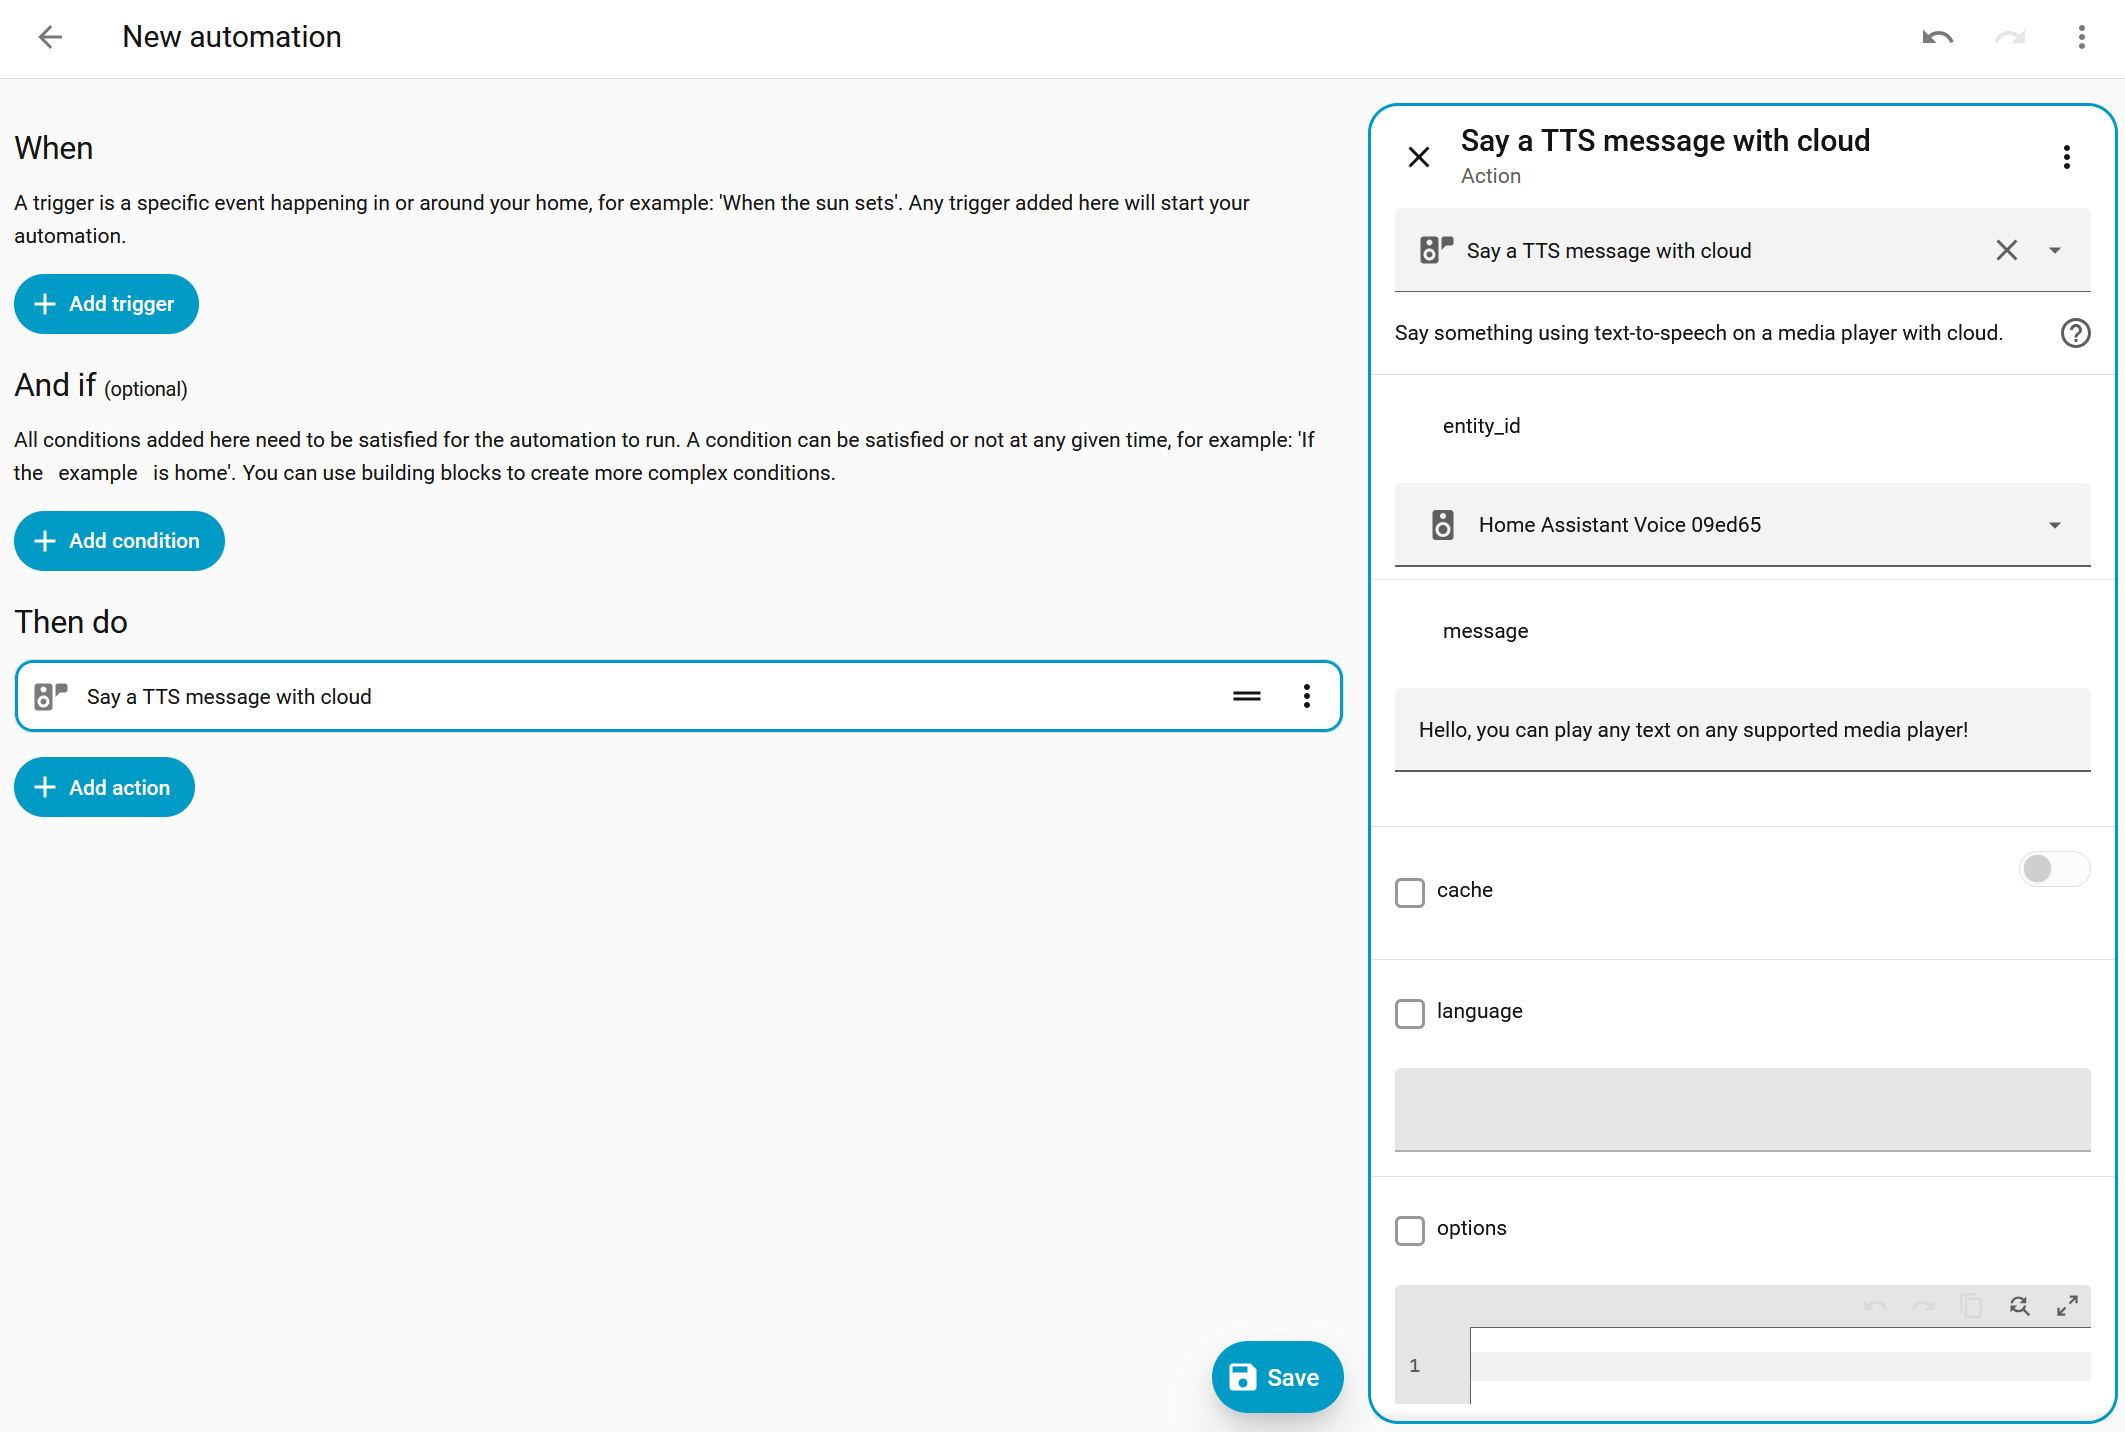 New automation
When
A trigger is a specific event happening in or around your home, for example: 'When the sun sets'. Any trigger added here will start your
automation.
Add trigger
And if (optional)
All conditions added here need to be satisfied for the automation to run. A condition can be satisfied or not at any given time, for example: 'If
the example is home'. You can use building blocks to create more complex conditions.
Add condition
Then do
Say a TTS message with cloud
Add action
Save
Say a TTS message with cloud
Action
Say a TTS message with cloud
Say something using text-to-speech on a media player with cloud.
entity_id
Home Assistant Voice 09ed65
message
Hello, you can play any text on any supported media player!
cache
language
options
1